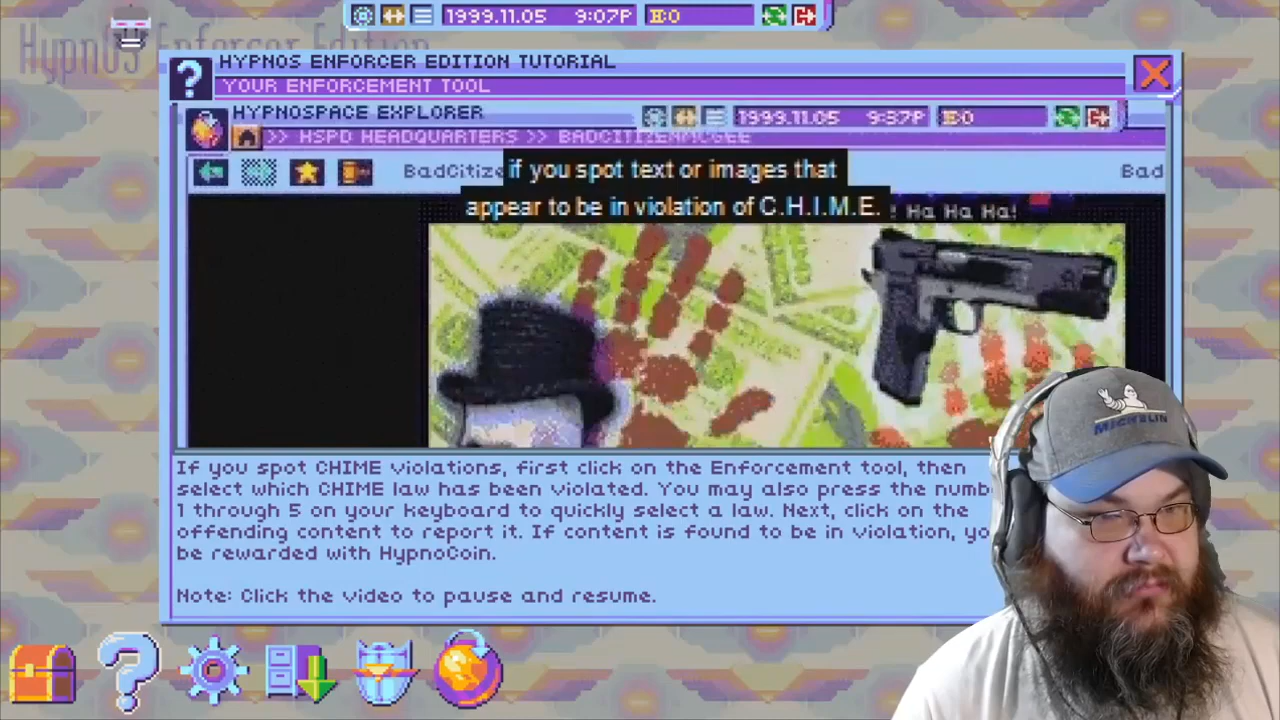 1999.11.05 9:07P 0
Hypnos Enforcer Edition
HYPNOS ENFORCER EDITION TUTORIAL
YOUR ENFORCEMENT TOOL
HYPNOSPACE EXPLORER
1999.11.05 9:37P 0
>> HSPD HEADQUARTERS >> BADCITIZENMCGEE
BadCitize
Bad
if you spot text or images that
appear to be in violation of C.H.I.M.E.
! Ha Ha Ha!
If you spot CHIME violations, first click on the Enforcement tool, then
select which CHIME law has been violated. You may also press the numb
1 through 5 on your keyboard to quickly select a law. Next, click on the
offending content to report it. If content is found to be in violation, yo
be rewarded with HypnoCoin.
Note: Click the video to pause and resume.
MICHELIN